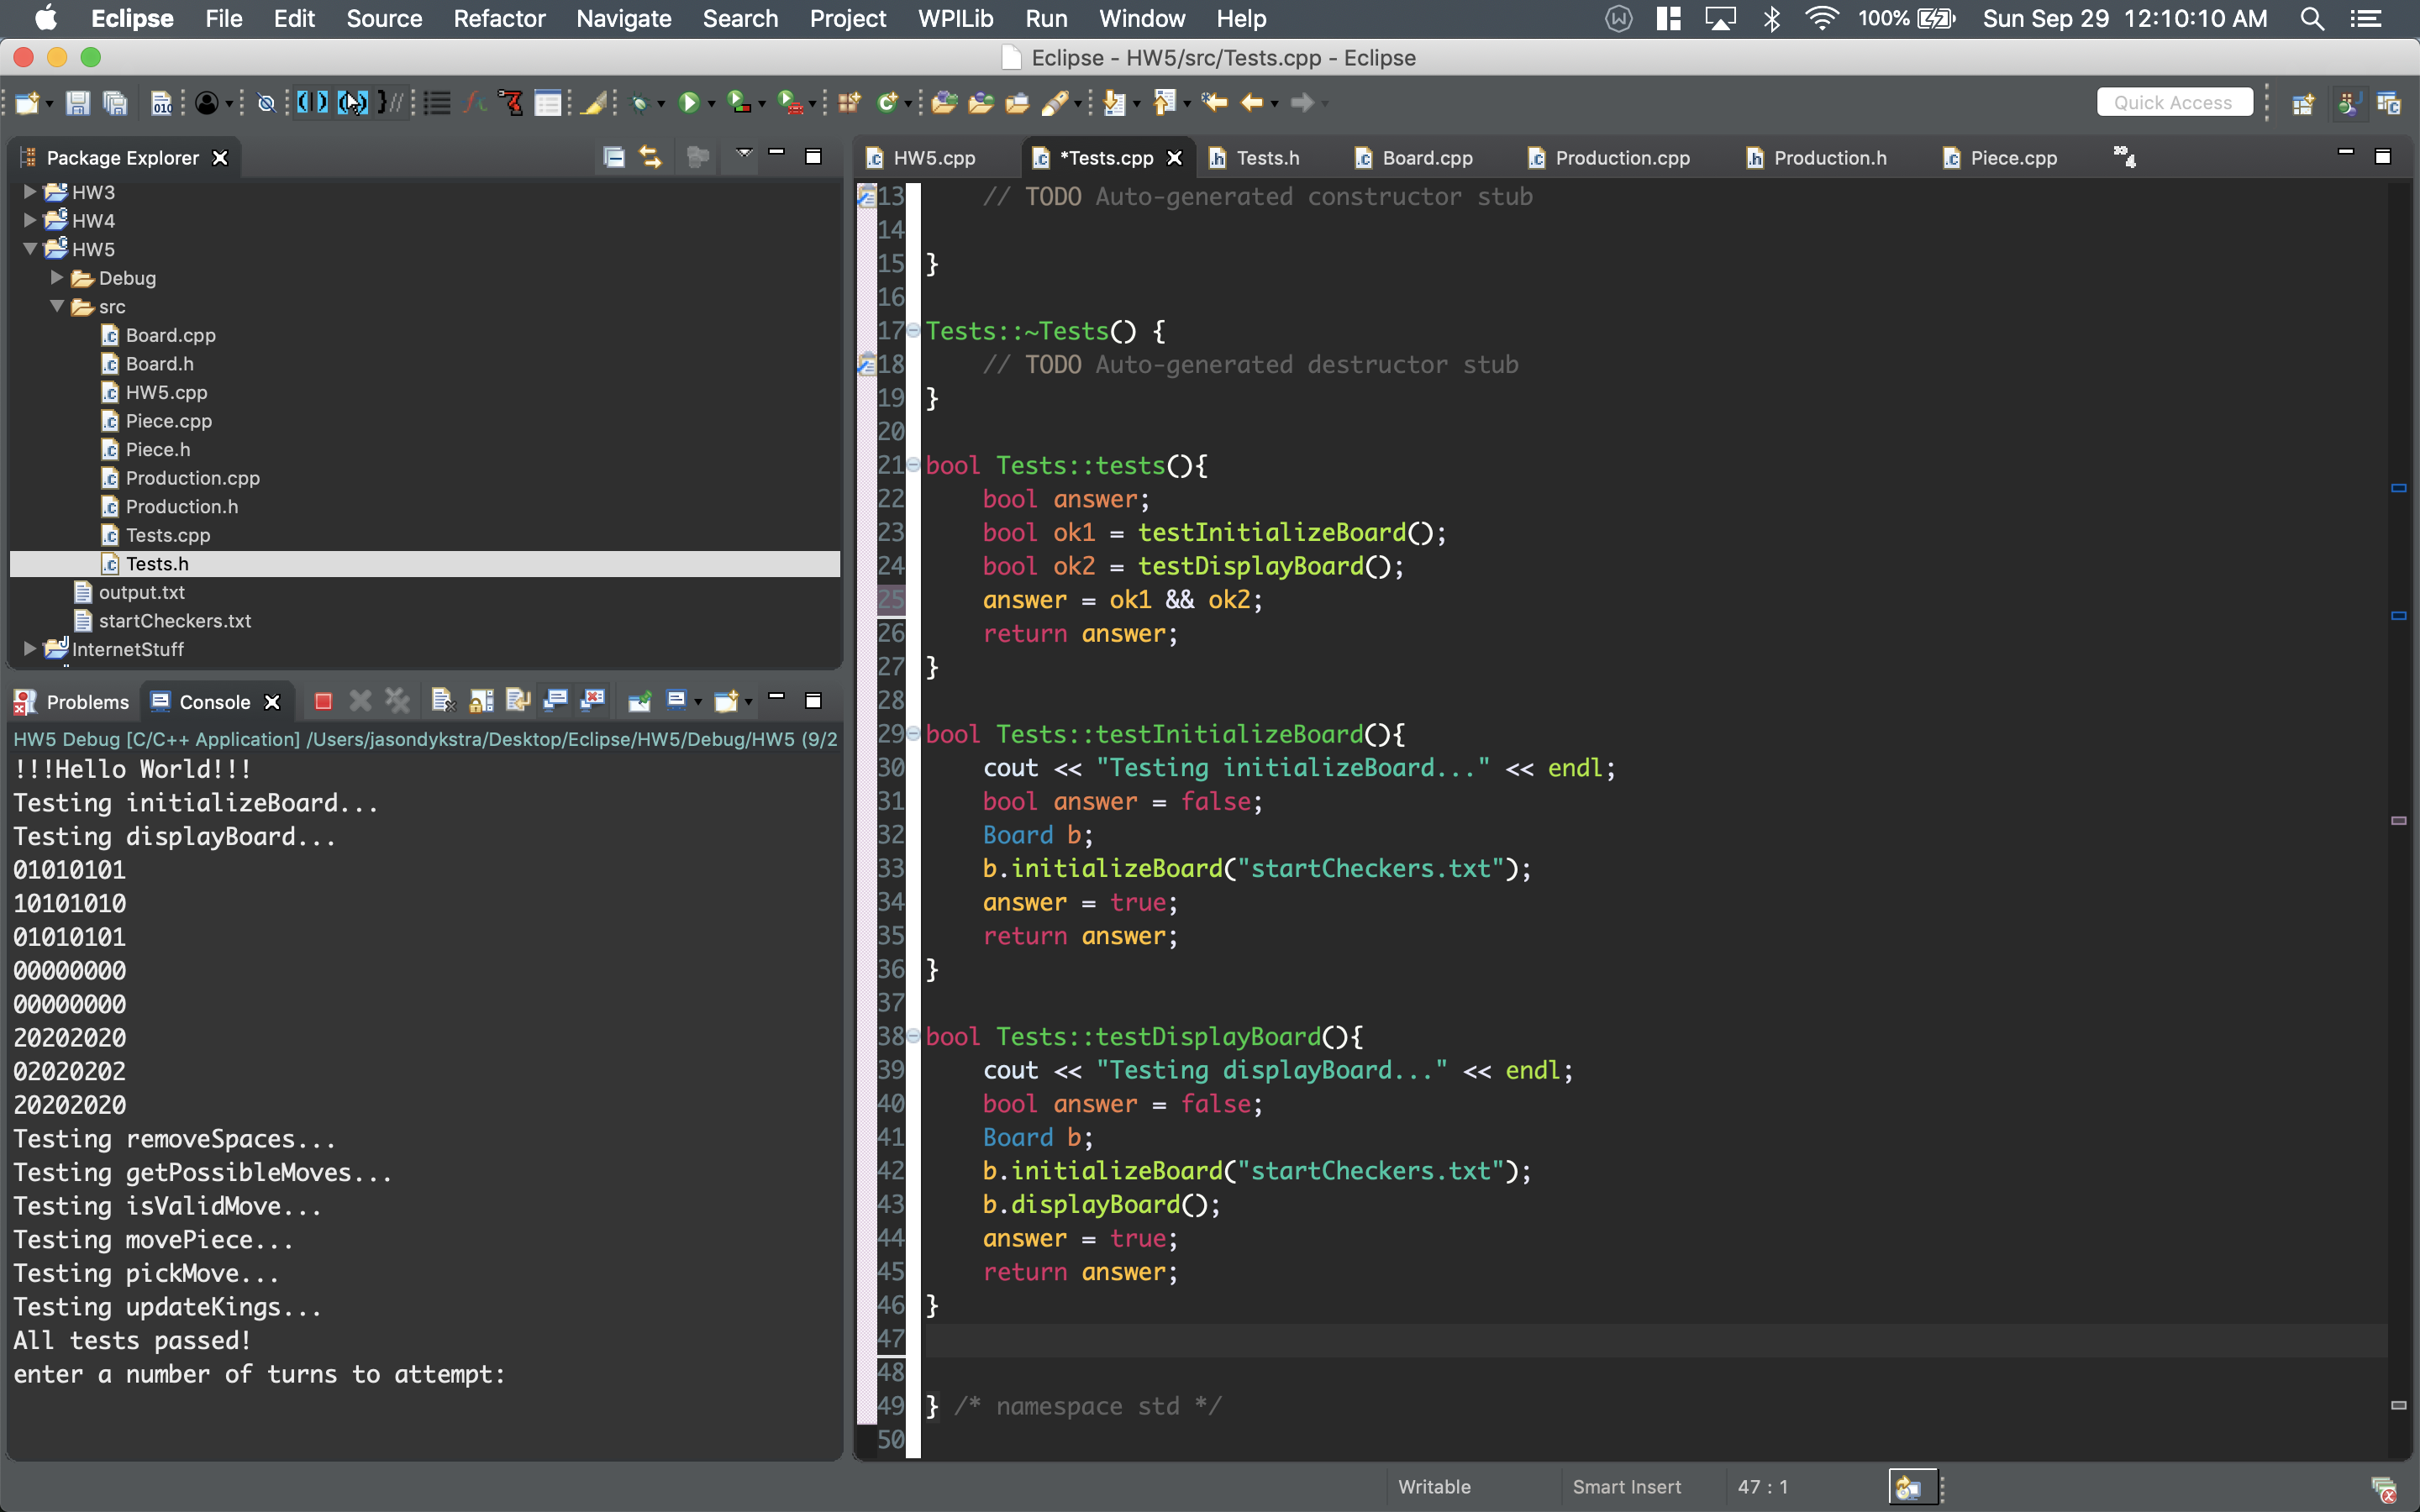 Eclipse File Edit Source Refactor Navigate Search Project WPILib Run Window Help 100% Sun Sep 29 12:10:10 AM
Eclipse - HW5/src/Tests.cpp - Eclipse
Quick Access
Package Explorer
HW3
HW4
HW5
Debug
src
Board.cpp
Board.h
HW5.cpp
Piece.cpp
Piece.h
Production.cpp
Production.h
Tests.cpp
Tests.h
output.txt
startCheckers.txt
InternetStuff
Problems Console
HW5 Debug [C/C++ Application] /Users/jasondykstra/Desktop/Eclipse/HW5/Debug/HW5 (9/2
!!!Hello World!!!
Testing initializeBoard...
Testing displayBoard...
01010101
10101010
01010101
00000000
00000000
20202020
02020202
20202020
Testing removeSpaces...
Testing getPossibleMoves...
Testing isValidMove...
Testing movePiece...
Testing pickMove...
Testing updateKings...
All tests passed!
enter a number of turns to attempt:
HW5.cpp *Tests.cpp Tests.h Board.cpp Production.cpp Production.h Piece.cpp 4
13 // TODO Auto-generated constructor stub
14
15 }
16
17 Tests::~Tests() {
18 // TODO Auto-generated destructor stub
19 }
20
21 bool Tests::tests(){
22 bool answer;
23 bool ok1 = testInitializeBoard();
24 bool ok2 = testDisplayBoard();
25 answer = ok1 && ok2;
26 return answer;
27 }
28
29 bool Tests::testInitializeBoard(){
30 cout << "Testing initializeBoard..." << endl;
31 bool answer = false;
32 Board b;
33 b.initializeBoard("startCheckers.txt");
34 answer = true;
35 return answer;
36 }
37
38 bool Tests::testDisplayBoard(){
39 cout << "Testing displayBoard..." << endl;
40 bool answer = false;
41 Board b;
42 b.initializeBoard("startCheckers.txt");
43 b.displayBoard();
44 answer = true;
45 return answer;
46 }
47
48
49 } /* namespace std */
50
Writable Smart Insert 47 : 1